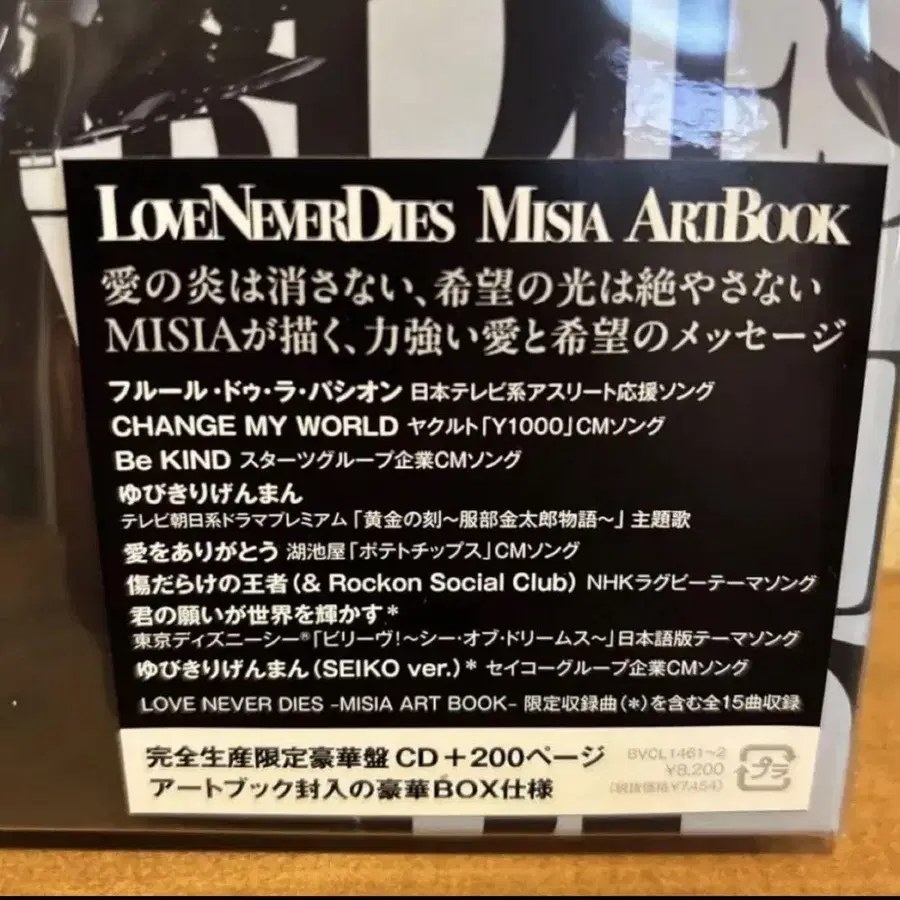 LOVENEVERDIES MISIA ARTBOOK
愛の炎は消さない、希望の光は絶やさない
MISIAが描く、力強い愛と希望のメッセージ
フルール・ドゥ・ラ・パシオン 日本テレビ系アスリート応援ソング
CHANGE MY WORLD ヤクルト「Y1000」CMソング
Be KIND スターツグループ企業CMソング
ゆびきりげんまん
テレビ朝日系ドラマプレミアム「黄金の刻～服部金太郎物語～」主題歌
愛をありがとう 湖池屋「ポテトチップス」CMソング
傷だらけの王者(& Rockon Social Club) NHKラグビーテーマソング
君の願いが世界を輝かす*
東京ディズニーシー®「ビリーヴ!～シー・オブ・ドリームス～」日本語版テーマソング
ゆびきりげんまん(SEIKO ver.)* セイコーグループ企業CMソング
LOVE NEVER DIES -MISIA ART BOOK- 限定収録曲(*)を含む全15曲収録
完全生産限定豪華盤 CD+200ページ
アートブック封入の豪華BOX仕様
BVCL1461~2
¥8,200
(税抜価格¥7,454)
プラ